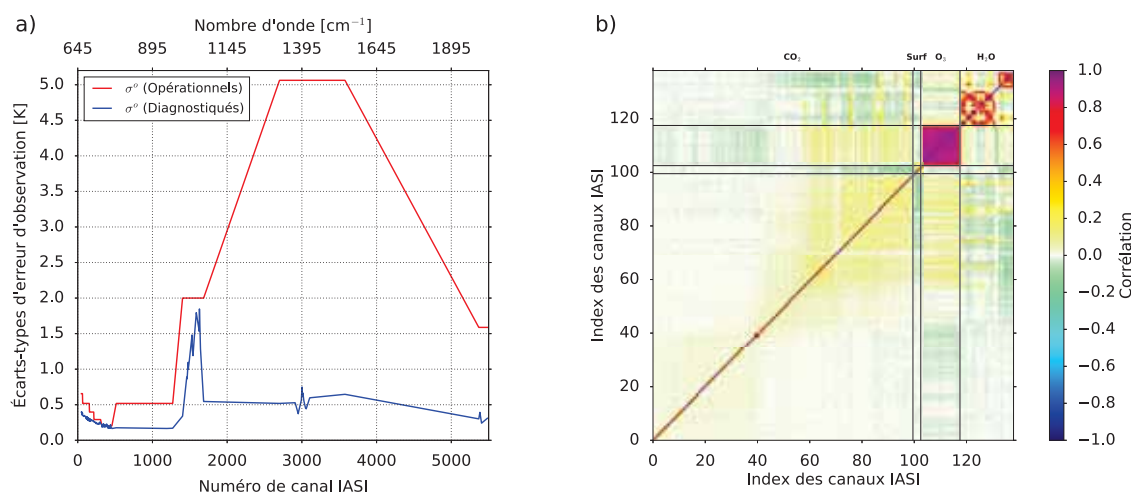 a)
Nombre d'onde [cm⁻¹]
645 895 1145 1395 1645 1895
σᵒ (Opérationnels)
σᵒ (Diagnostiqués)
Écarts-types d'erreur d'observation [K]
5.0
4.5
4.0
3.5
3.0
2.5
2.0
1.5
1.0
0.5
0.0
0 1000 2000 3000 4000 5000
Numéro de canal IASI
b)
CO₂ Surf O₃ H₂O
Index des canaux IASI
120
100
80
60
40
20
0
0 20 40 60 80 100 120
Index des canaux IASI
1.0
0.8
0.6
0.4
0.2
0.0
−0.2
−0.4
−0.6
−0.8
−1.0
Corrélation